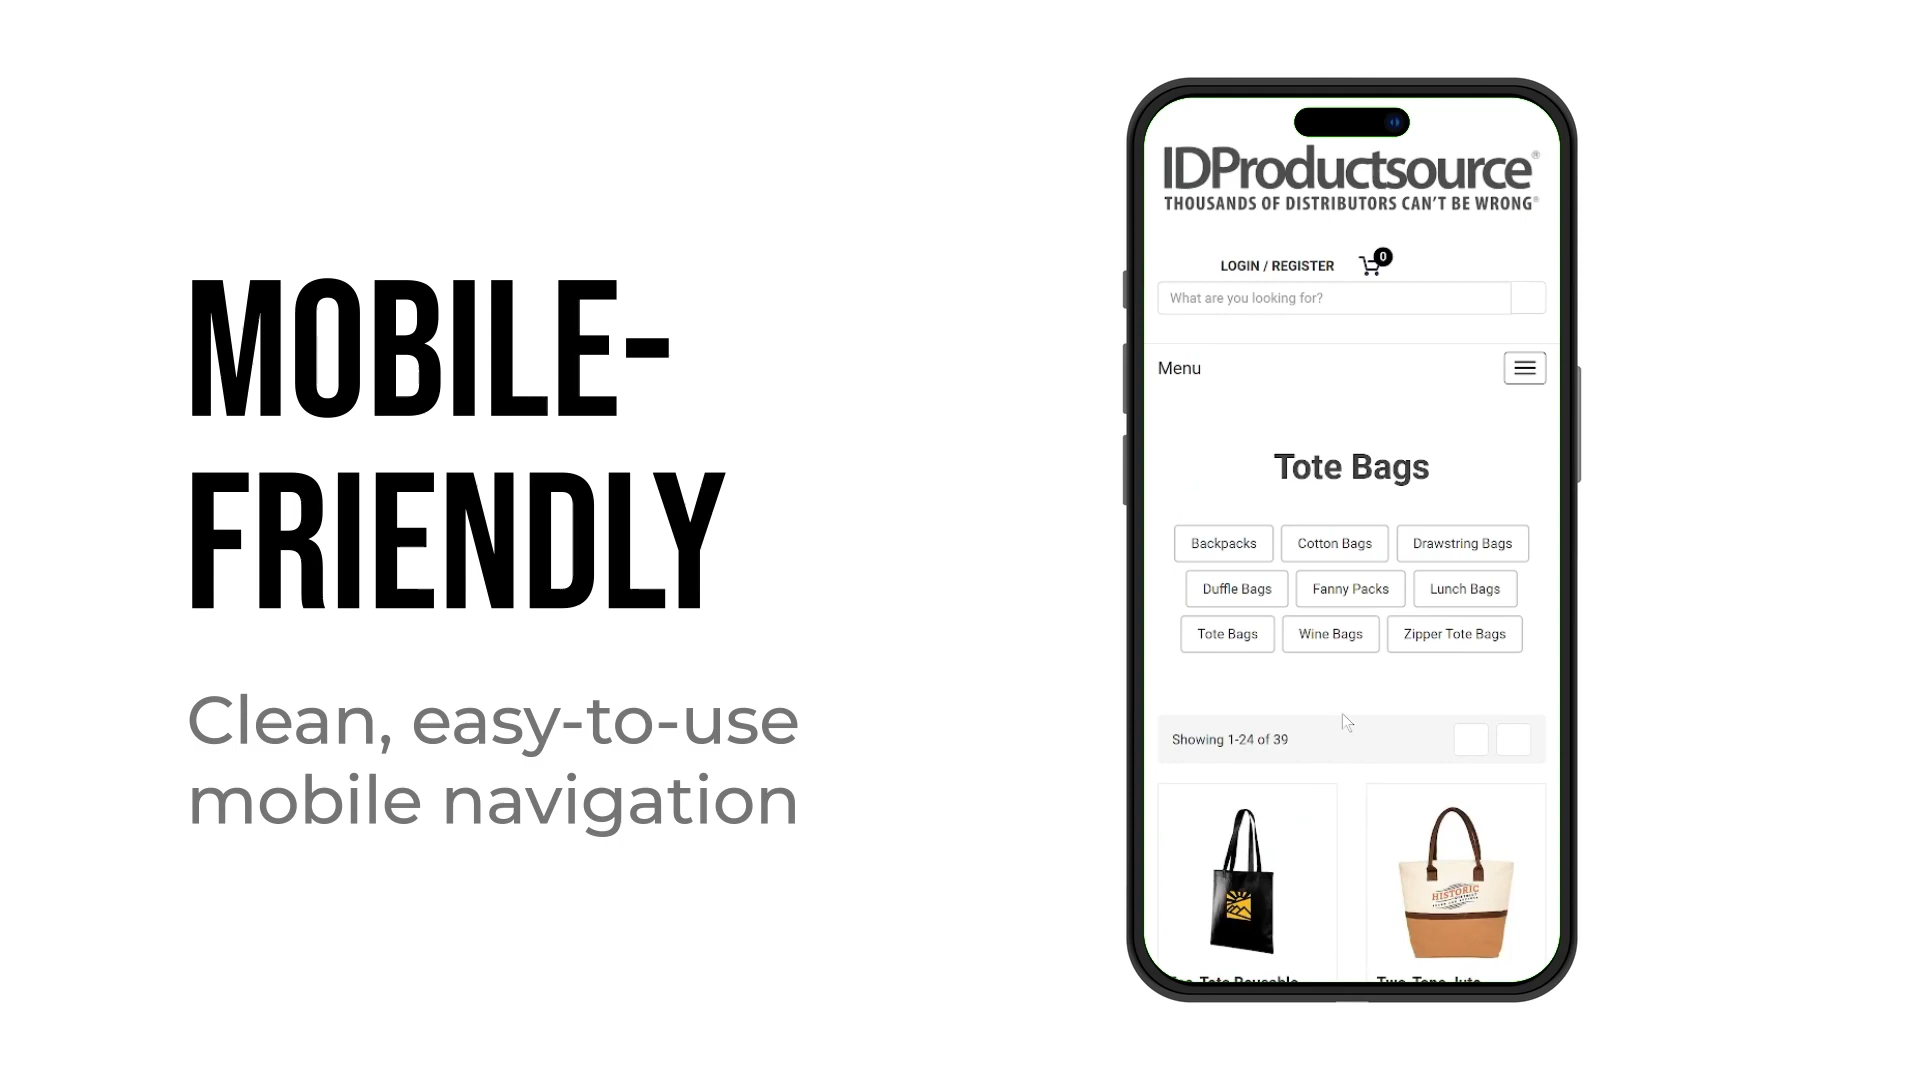 MOBILE-
FRIENDLY
Clean, easy-to-use
mobile navigation
IDProductsource®
THOUSANDS OF DISTRIBUTORS CAN'T BE WRONG®
LOGIN / REGISTER 0
What are you looking for?
Menu
Tote Bags
Backpacks Cotton Bags Drawstring Bags
Duffle Bags Fanny Packs Lunch Bags
Tote Bags Wine Bags Zipper Tote Bags
Showing 1-24 of 39
HISTORIC